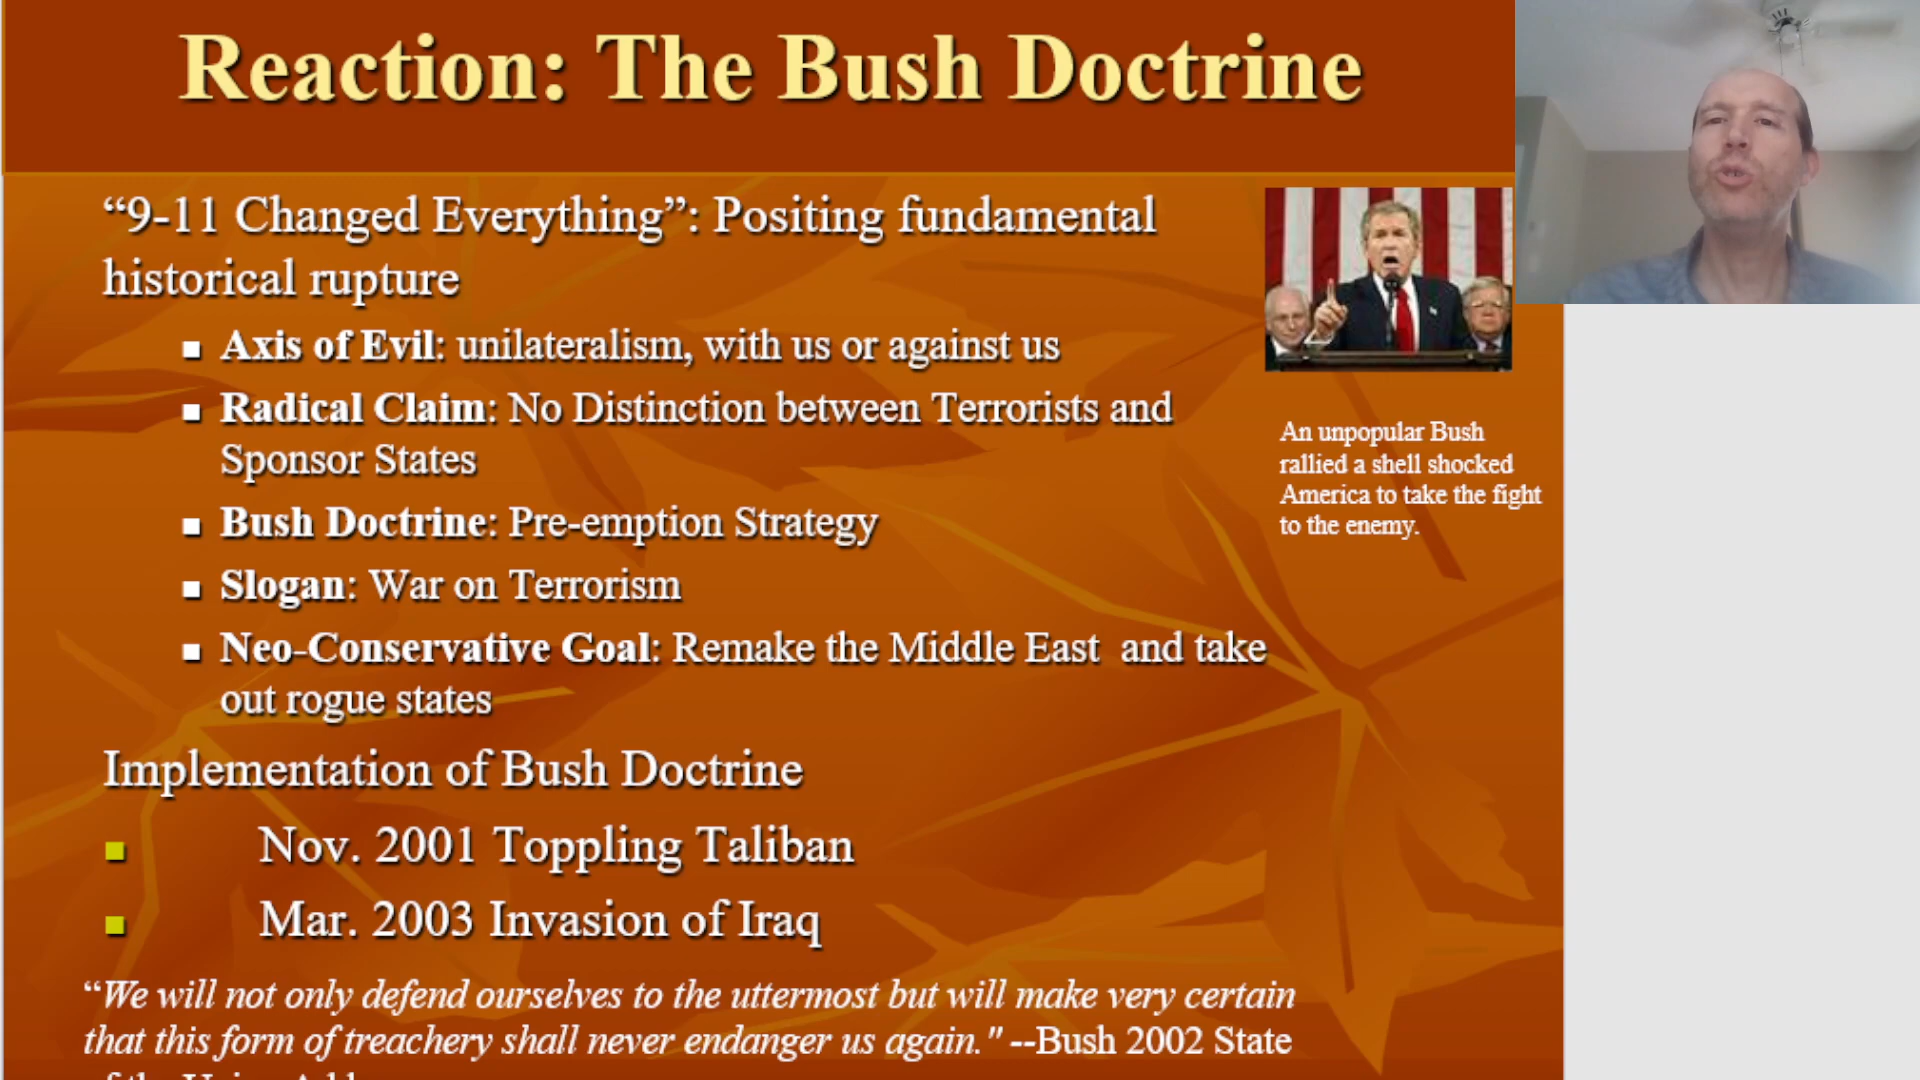 Reaction: The Bush Doctrine
“9-11 Changed Everything”: Positing fundamental
historical rupture
Axis of Evil: unilateralism, with us or against us
Radical Claim: No Distinction between Terrorists and
Sponsor States
Bush Doctrine: Pre-emption Strategy
Slogan: War on Terrorism
Neo-Conservative Goal: Remake the Middle East and take
out rogue states
An unpopular Bush
rallied a shell shocked
America to take the fight
to the enemy.
Implementation of Bush Doctrine
Nov. 2001 Toppling Taliban
Mar. 2003 Invasion of Iraq
“We will not only defend ourselves to the uttermost but will make very certain
that this form of treachery shall never endanger us again." --Bush 2002 State